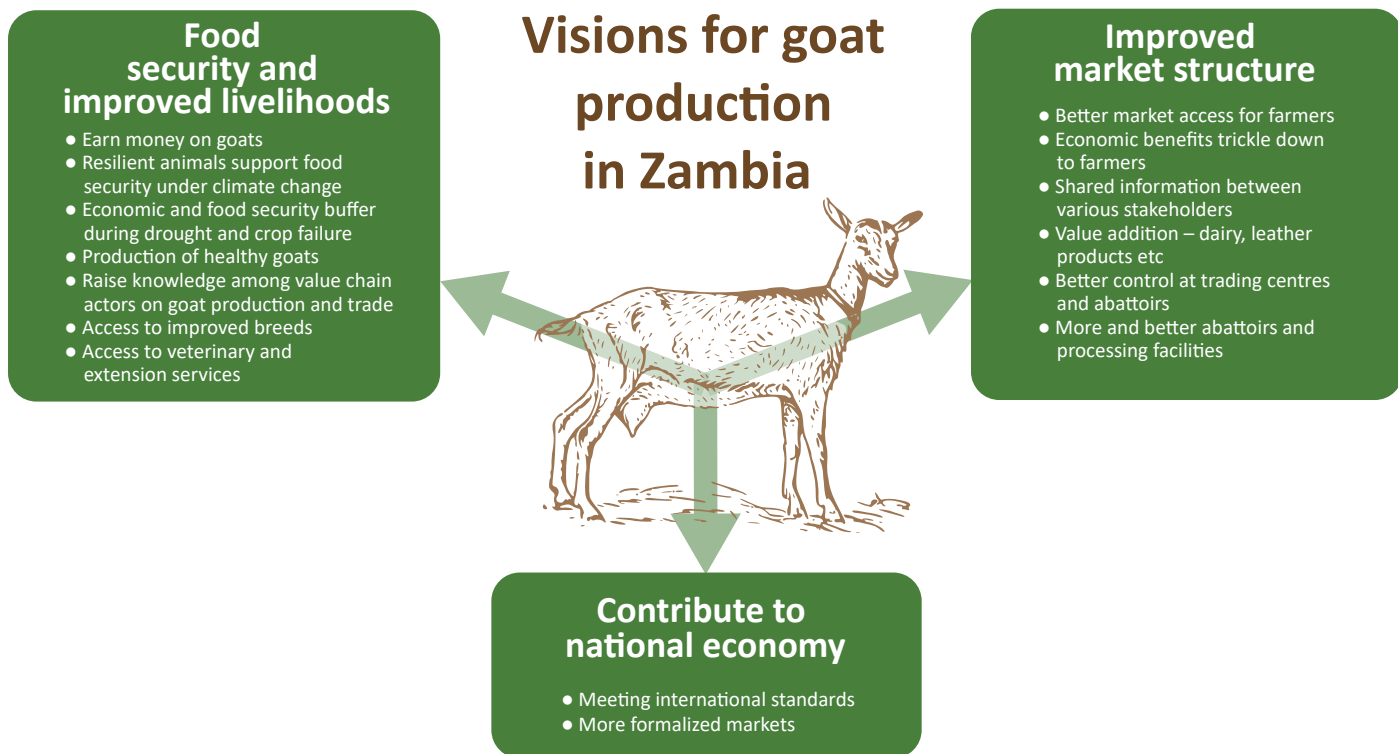 Visions for goat
production
in Zambia
Food
security and
improved livelihoods
● Earn money on goats
● Resilient animals support food
security under climate change
● Economic and food security buffer
during drought and crop failure
● Production of healthy goats
● Raise knowledge among value chain
actors on goat production and trade
● Access to improved breeds
● Access to veterinary and
extension services
Improved
market structure
● Better market access for farmers
● Economic benefits trickle down
to farmers
● Shared information between
various stakeholders
● Value addition – dairy, leather
products etc
● Better control at trading centres
and abattoirs
● More and better abattoirs and
processing facilities
Contribute to
national economy
● Meeting international standards
● More formalized markets